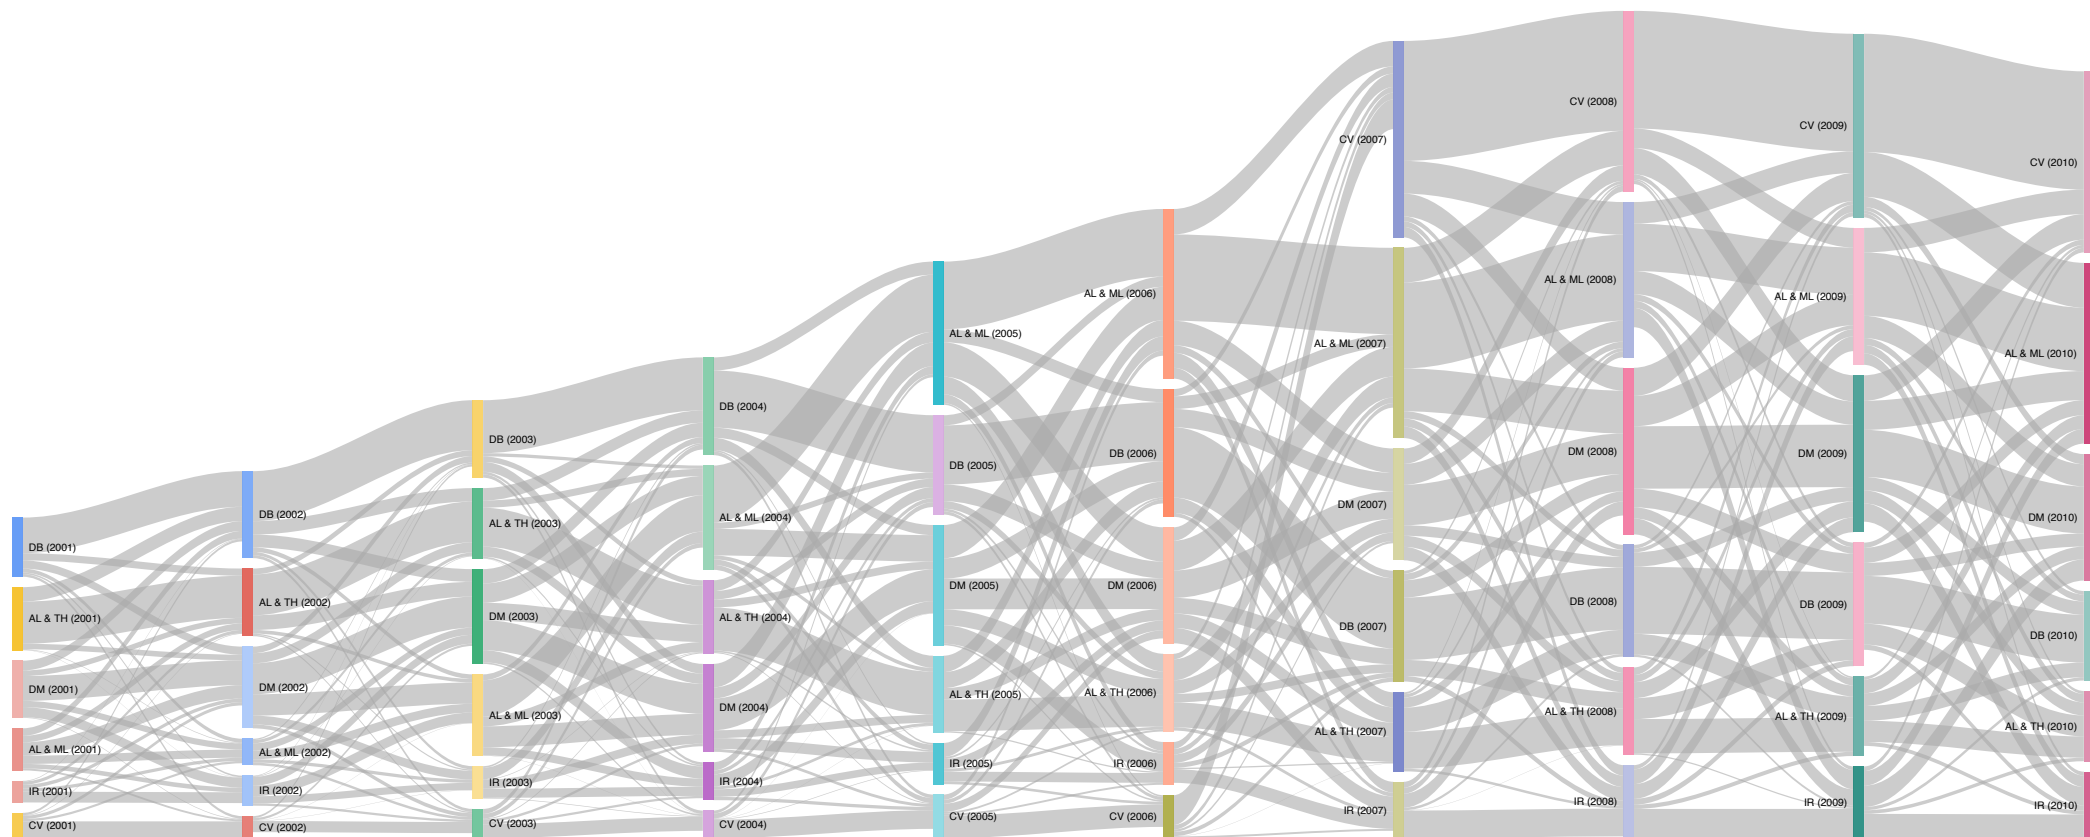 DB (2001)
AL & TH (2001)
DM (2001)
AL & ML (2001)
IR (2001)
CV (2001)
DB (2002)
AL & TH (2002)
DM (2002)
AL & ML (2002)
IR (2002)
CV (2002)
DB (2003)
AL & TH (2003)
DM (2003)
AL & ML (2003)
IR (2003)
CV (2003)
DB (2004)
AL & ML (2004)
AL & TH (2004)
DM (2004)
IR (2004)
CV (2004)
AL & ML (2005)
DB (2005)
DM (2005)
AL & TH (2005)
IR (2005)
CV (2005)
AL & ML (2006)
DB (2006)
DM (2006)
AL & TH (2006)
IR (2006)
CV (2006)
CV (2007)
AL & ML (2007)
DM (2007)
DB (2007)
AL & TH (2007)
IR (2007)
CV (2008)
AL & ML (2008)
DM (2008)
DB (2008)
AL & TH (2008)
IR (2008)
CV (2009)
AL & ML (2009)
DM (2009)
DB (2009)
AL & TH (2009)
IR (2009)
CV (2010)
AL & ML (2010)
DM (2010)
DB (2010)
AL & TH (2010)
IR (2010)